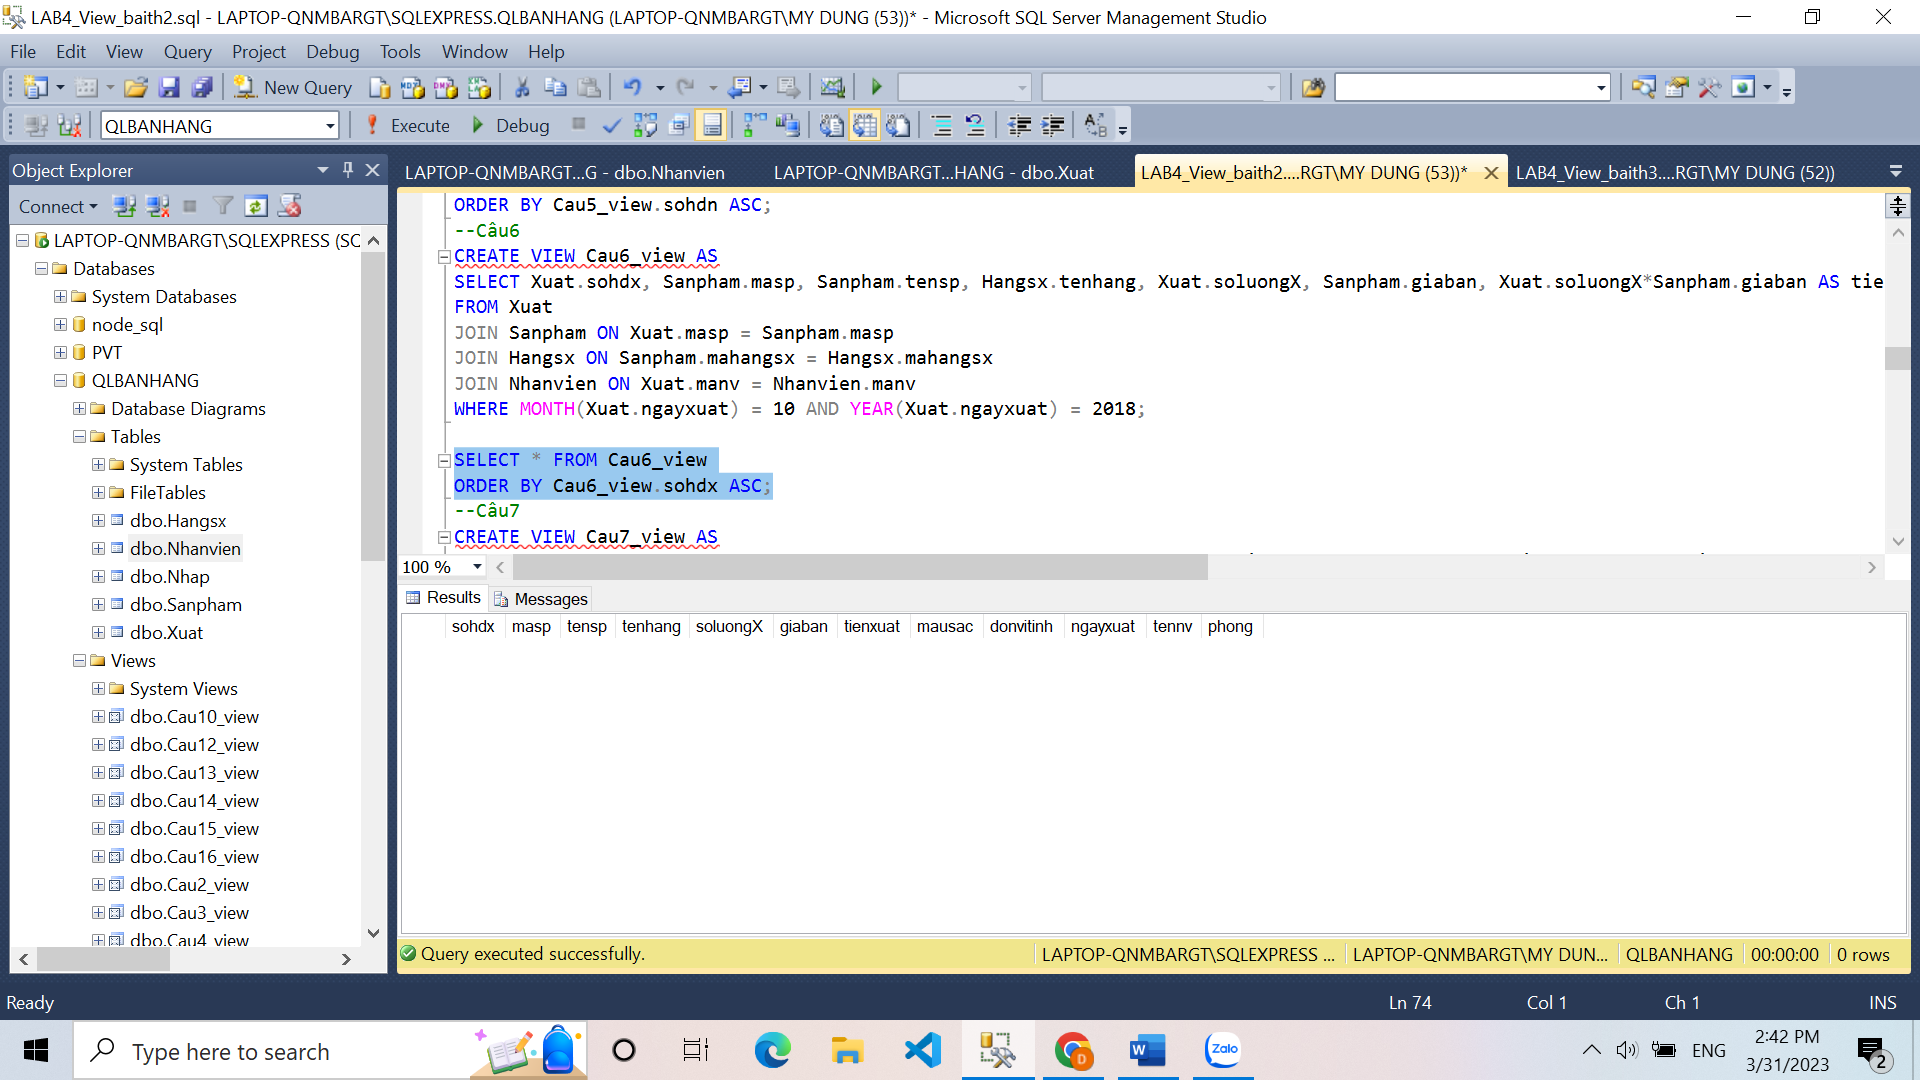 LAB4_View_baith2.sql - LAPTOP-QNMBARGT\SQLEXPRESS.QLBANHANG (LAPTOP-QNMBARGT\MY DUNG (53))* - Microsoft SQL Server Management Studio
File Edit View Query Project Debug Tools Window Help
New Query
QLBANHANG Execute Debug
Object Explorer
Connect
LAPTOP-QNMBARGT\SQLEXPRESS (SC
Databases
System Databases
node_sql
PVT
QLBANHANG
Database Diagrams
Tables
System Tables
FileTables
dbo.Hangsx
dbo.Nhanvien
dbo.Nhap
dbo.Sanpham
dbo.Xuat
Views
System Views
dbo.Cau10_view
dbo.Cau12_view
dbo.Cau13_view
dbo.Cau14_view
dbo.Cau15_view
dbo.Cau16_view
dbo.Cau2_view
dbo.Cau3_view
dbo.Cau4_view
LAPTOP-QNMBARGT...G - dbo.Nhanvien LAPTOP-QNMBARGT...HANG - dbo.Xuat LAB4_View_baith2....RGT\MY DUNG (53))* LAB4_View_baith3....RGT\MY DUNG (52))
ORDER BY Cau5_view.sohdn ASC;
--Câu6
CREATE VIEW Cau6_view AS
SELECT Xuat.sohdx, Sanpham.masp, Sanpham.tensp, Hangsx.tenhang, Xuat.soluongX, Sanpham.giaban, Xuat.soluongX*Sanpham.giaban AS tie
FROM Xuat
JOIN Sanpham ON Xuat.masp = Sanpham.masp
JOIN Hangsx ON Sanpham.mahangsx = Hangsx.mahangsx
JOIN Nhanvien ON Xuat.manv = Nhanvien.manv
WHERE MONTH(Xuat.ngayxuat) = 10 AND YEAR(Xuat.ngayxuat) = 2018;
SELECT * FROM Cau6_view
ORDER BY Cau6_view.sohdx ASC;
--Câu7
CREATE VIEW Cau7_view AS
100 %
Results Messages
sohdx masp tensp tenhang soluongX giaban tienxuat mausac donvitinh ngayxuat tennv phong
Query executed successfully. LAPTOP-QNMBARGT\SQLEXPRESS ... LAPTOP-QNMBARGT\MY DUN... QLBANHANG 00:00:00 0 rows
Ready Ln 74 Col 1 Ch 1 INS
Type here to search
Zalo
ENG
2:42 PM
3/31/2023
2